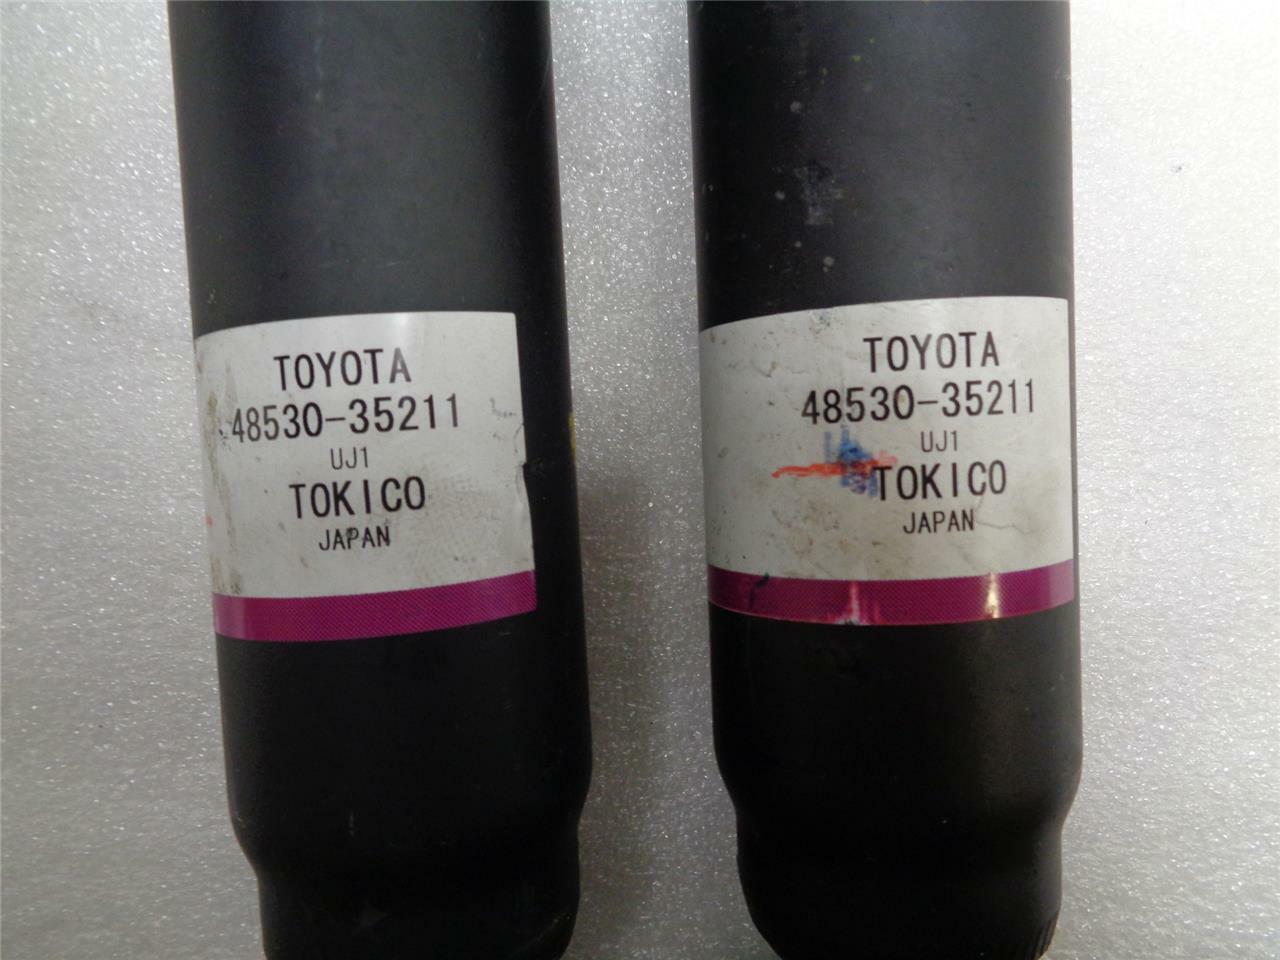 TOYOTA
48530-35211
UJ1
TOKICO
JAPAN
TOYOTA
48530-35211
UJ1
TOKICO
JAPAN